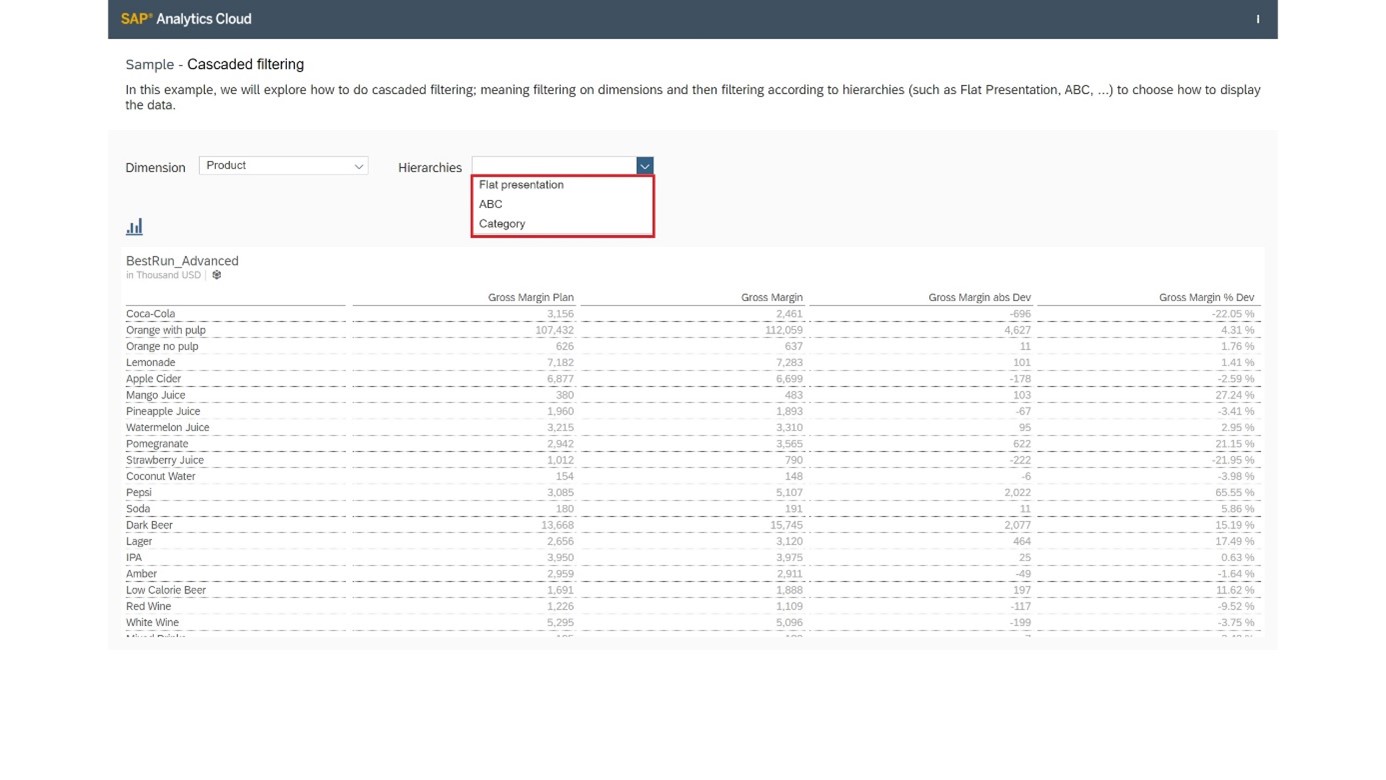 SAP® Analytics Cloud
Sample - Cascaded filtering
In this example, we will explore how to do cascaded filtering; meaning filtering on dimensions and then filtering according to hierarchies (such as Flat Presentation, ABC, ...) to choose how to display
the data.
Dimension Product Hierarchies
Flat presentation
ABC
Category
BestRun_Advanced
in Thousand USD
Gross Margin Plan Gross Margin Gross Margin abs Dev Gross Margin % Dev
Coca-Cola 3,156 2,461 -696 -22.05 %
Orange with pulp 107,432 112,059 4,627 4.31 %
Orange no pulp 626 637 11 1.76 %
Lemonade 7,182 7,283 101 1.41 %
Apple Cider 6,877 6,699 -178 -2.59 %
Mango Juice 380 483 103 27.24 %
Pineapple Juice 1,960 1,893 -67 -3.41 %
Watermelon Juice 3,215 3,310 95 2.95 %
Pomegranate 2,942 3,565 622 21.15 %
Strawberry Juice 1,012 790 -222 -21.95 %
Coconut Water 154 148 -6 -3.98 %
Pepsi 3,085 5,107 2,022 65.55 %
Soda 180 191 11 5.86 %
Dark Beer 13,668 15,745 2,077 15.19 %
Lager 2,656 3,120 464 17.49 %
IPA 3,950 3,975 25 0.63 %
Amber 2,959 2,911 -49 -1.64 %
Low Calorie Beer 1,691 1,888 197 11.62 %
Red Wine 1,226 1,109 -117 -9.52 %
White Wine 5,295 5,096 -199 -3.75 %